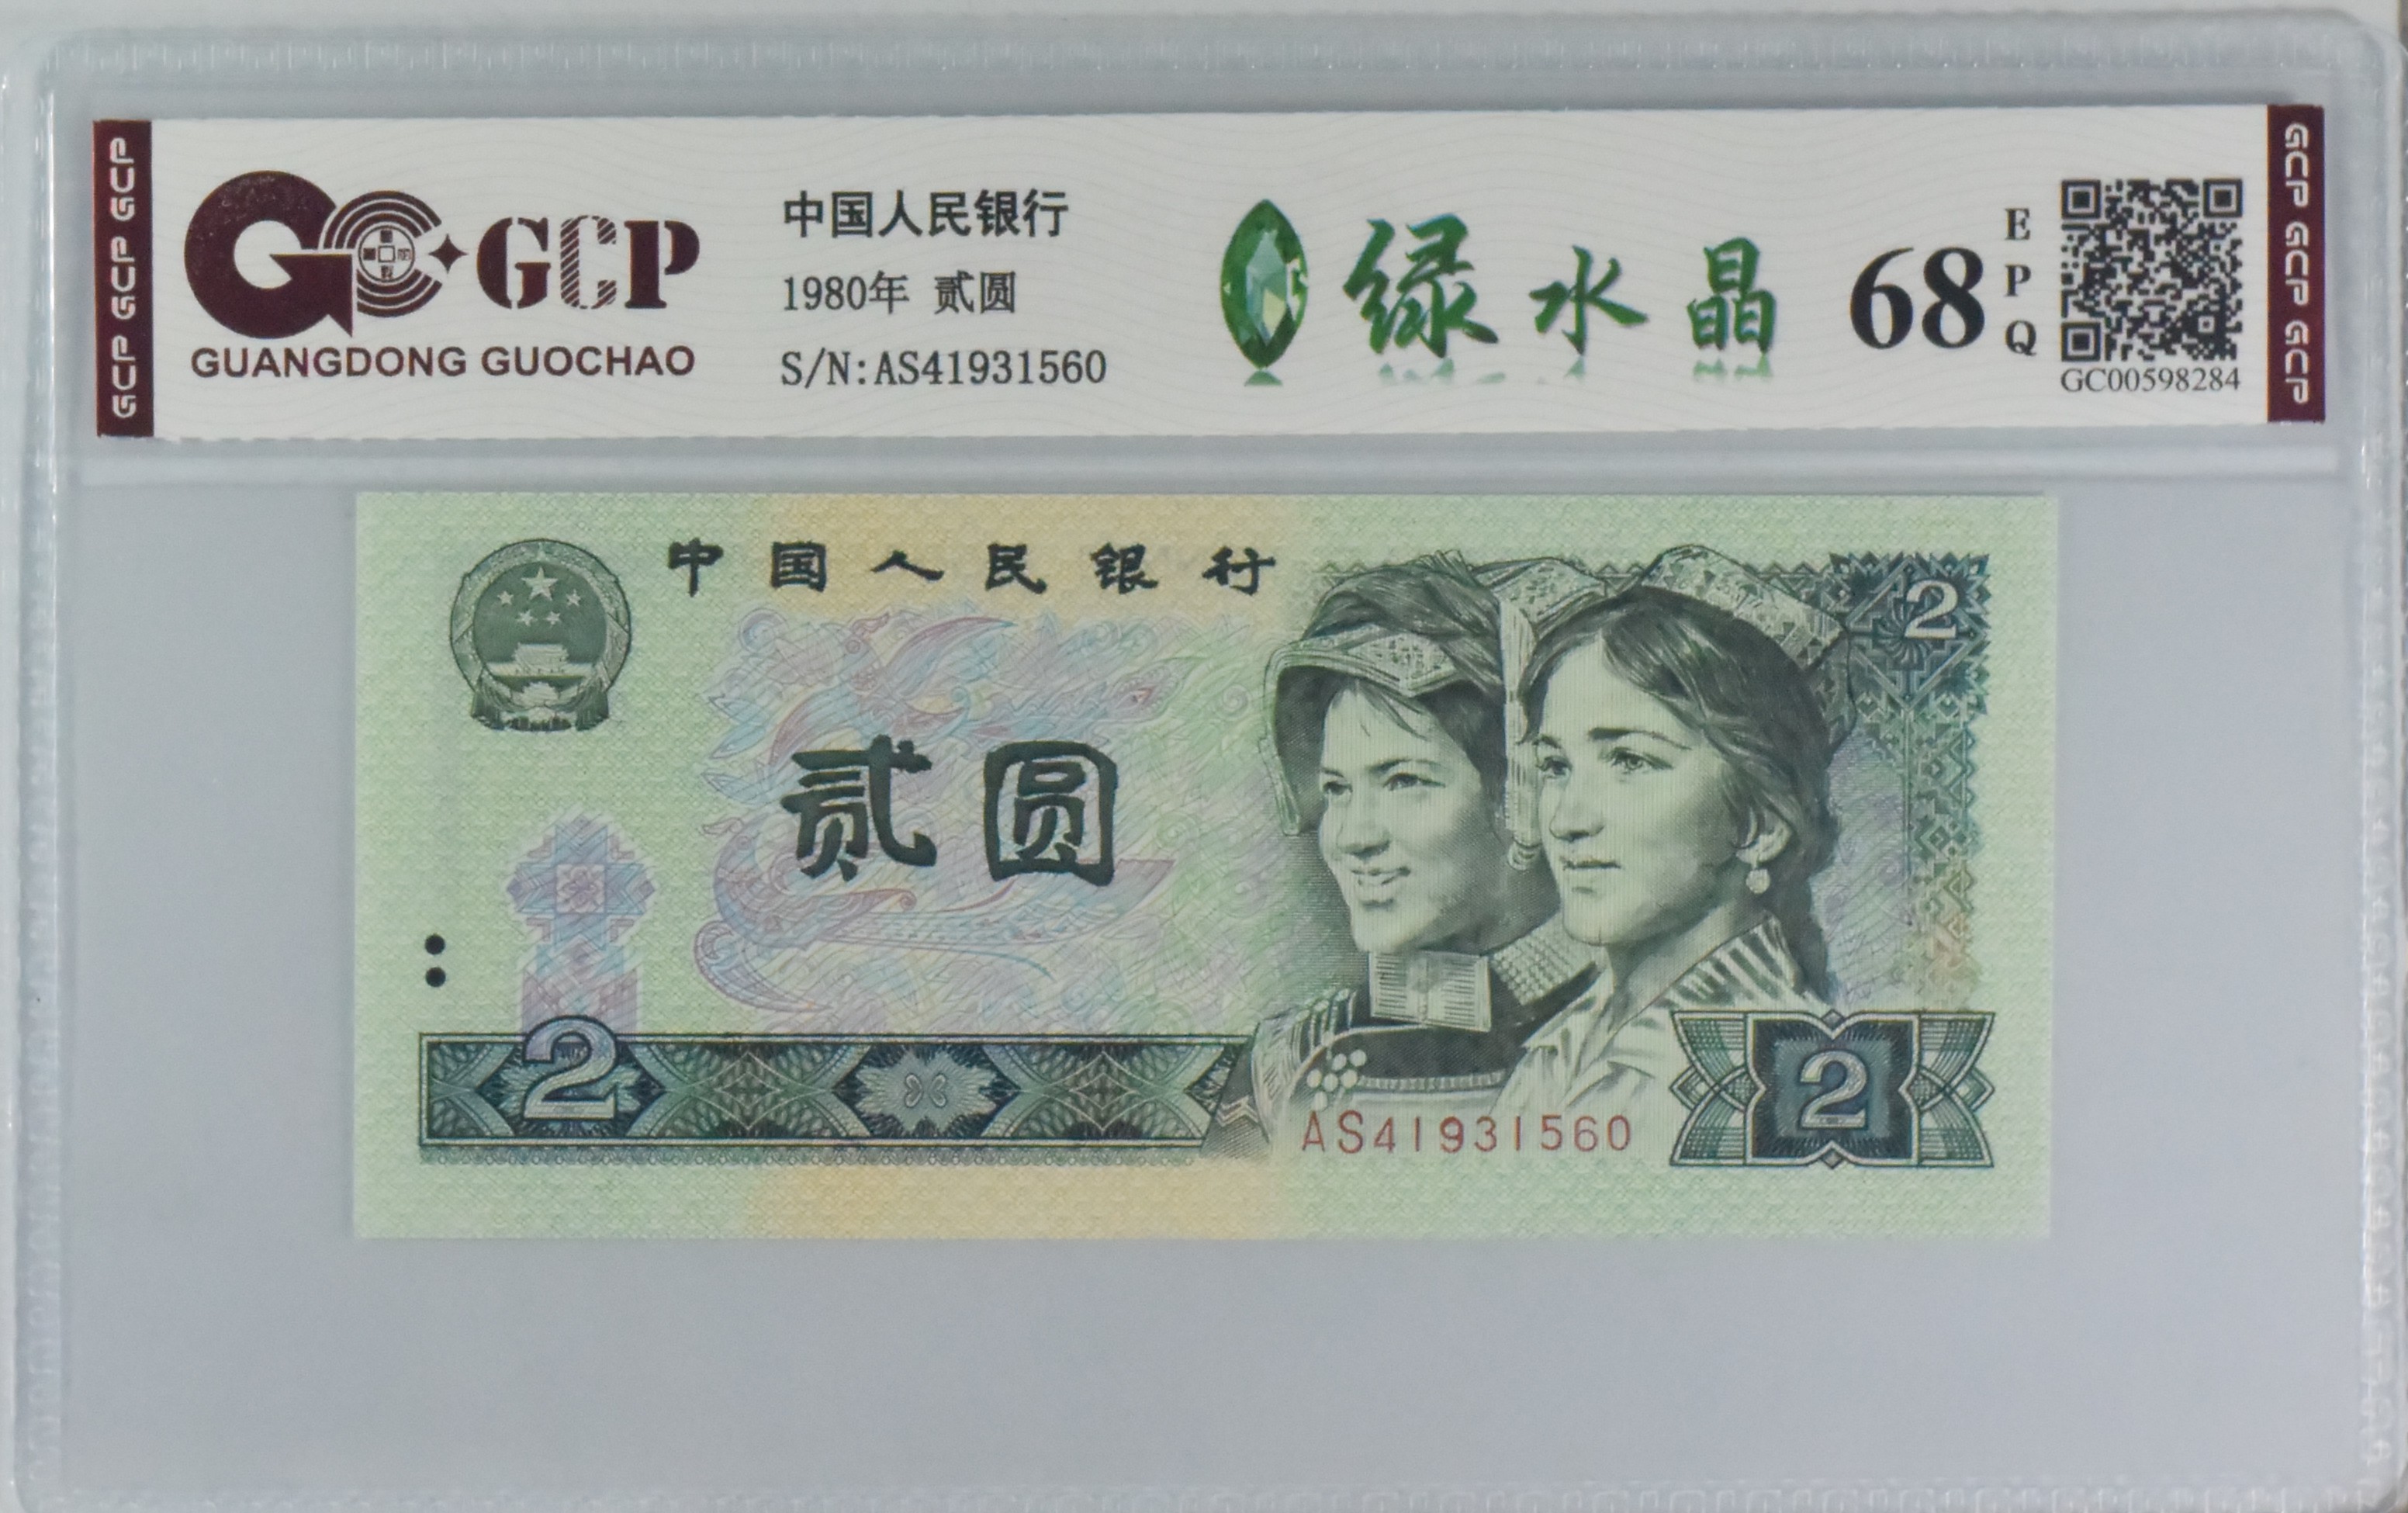 GCP GCP GCP
GCP
GUANGDONG GUOCHAO
中国人民银行
1980年 贰圆
S/N:AS41931560
绿水晶
68
EPQ
GC00598284
GCP GCP GCP
中国人民银行
2
贰圆
2
AS41931560
2